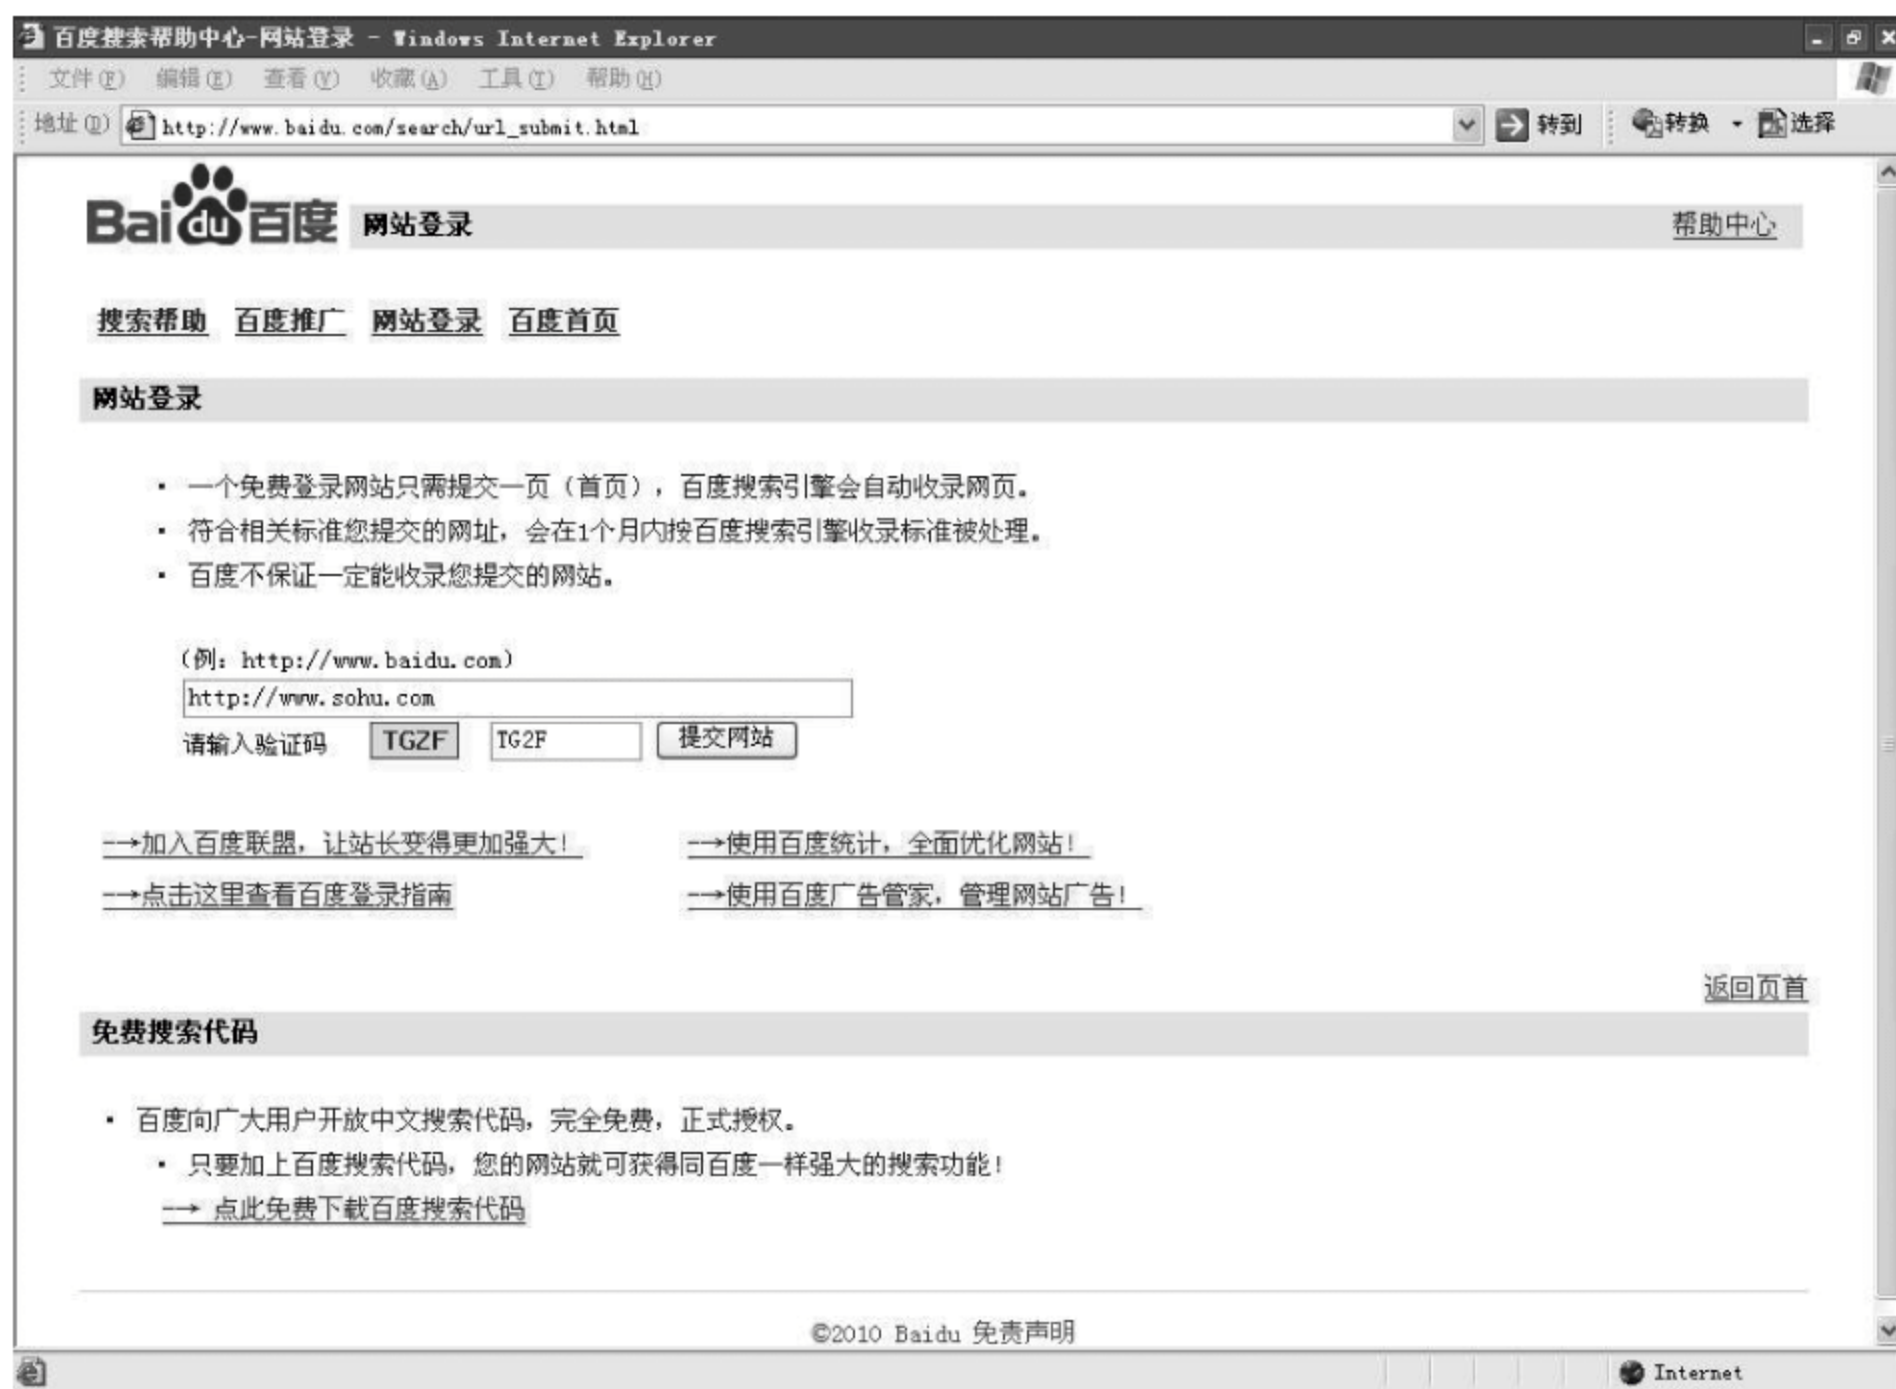 百度搜索帮助中心-网站登录 - Windows Internet Explorer
文件(F) 编辑(E) 查看(V) 收藏(A) 工具(T) 帮助(H)
地址(D) http://www.baidu.com/search/url_submit.html 转到 转换 选择
Bai du 百度 网站登录 帮助中心
搜索帮助 百度推广 网站登录 百度首页
网站登录
· 一个免费登录网站只需提交一页（首页），百度搜索引擎会自动收录网页。
· 符合相关标准您提交的网址，会在1个月内按百度搜索引擎收录标准被处理。
· 百度不保证一定能收录您提交的网站。
（例：http://www.baidu.com）
http://www.sohu.com
请输入验证码 TGZF TG2F 提交网站
-→加入百度联盟，让站长变得更加强大！ -→使用百度统计，全面优化网站！
-→点击这里查看百度登录指南 -→使用百度广告管家，管理网站广告！
返回页首
免费搜索代码
· 百度向广大用户开放中文搜索代码，完全免费，正式授权。
· 只要加上百度搜索代码，您的网站就可获得同百度一样强大的搜索功能！
-→ 点此免费下载百度搜索代码
©2010 Baidu 免责声明
Internet